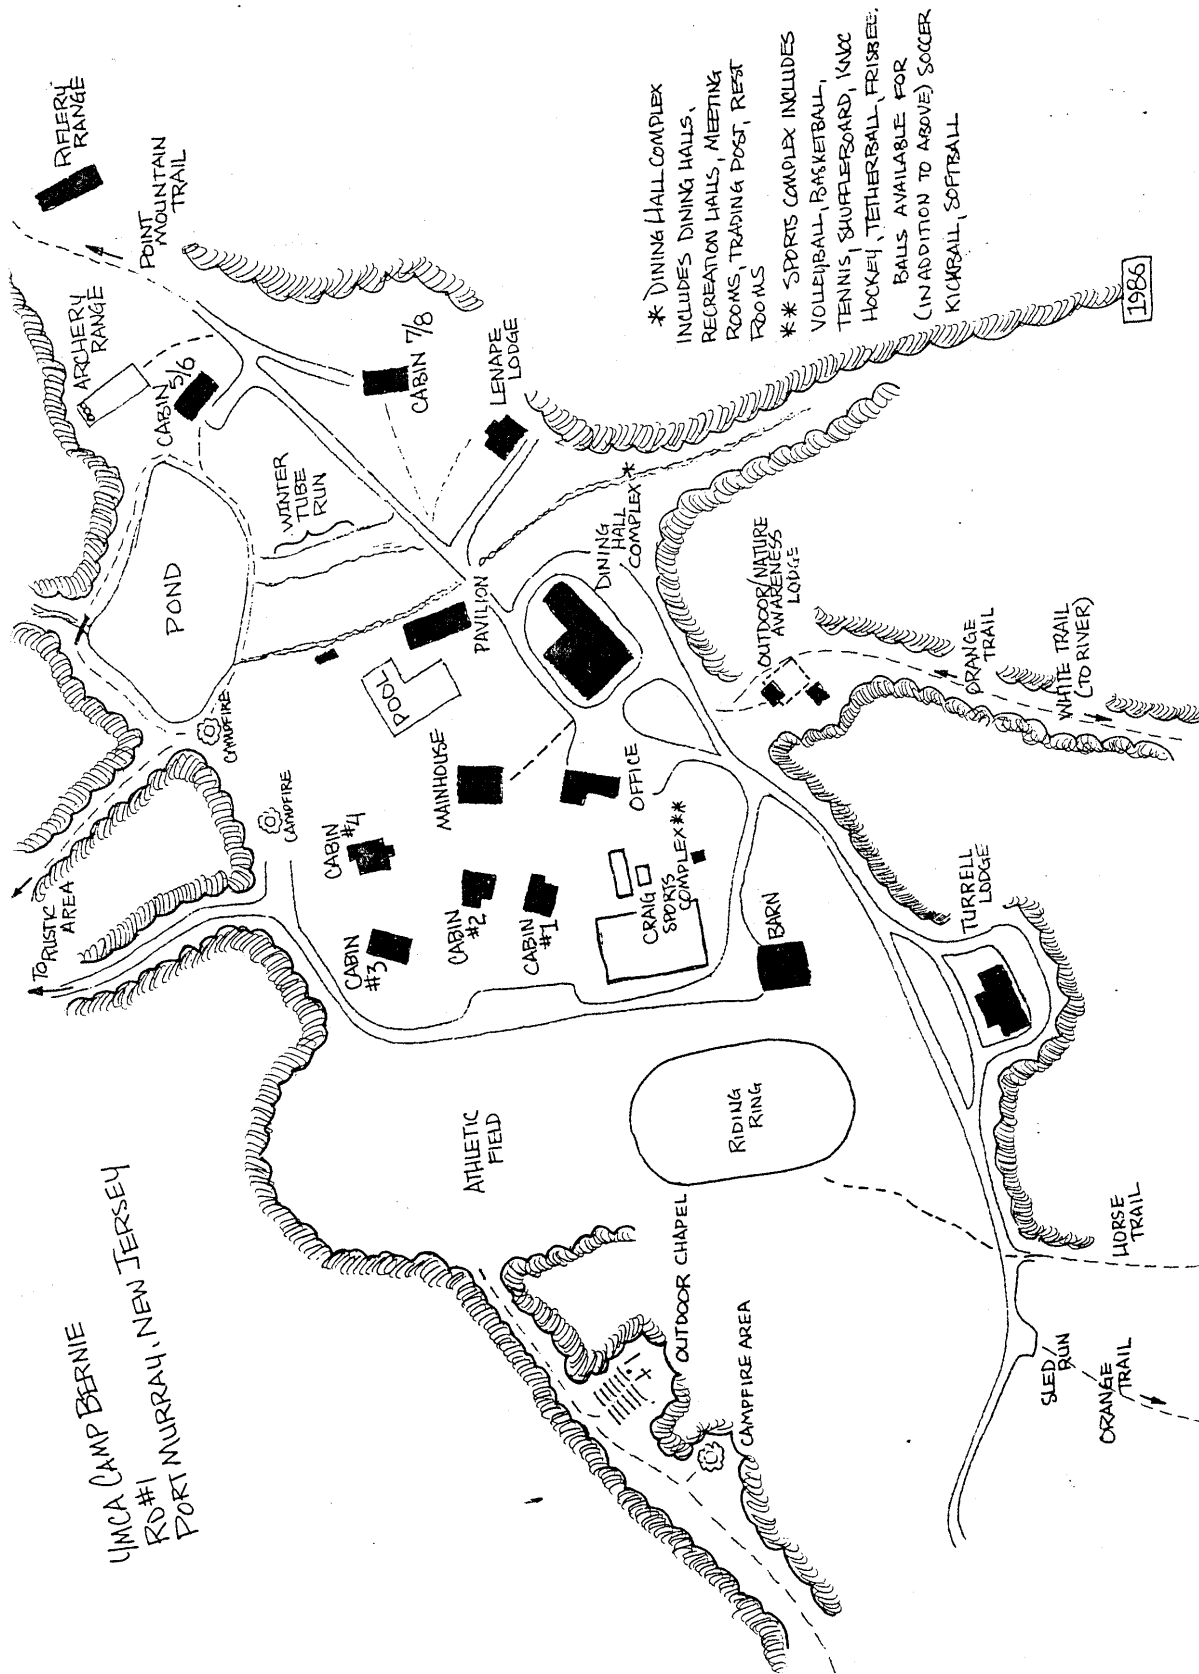 YMCA CAMP BERNIE
RD #1
PORT MURRAY, NEW JERSEY
TO RUSTIC
AREA
CAMPFIRE
CAMPFIRE
POND
WINTER
TUBE
RUN
CABIN 5/6
ARCHERY
RANGE
POINT
MOUNTAIN
TRAIL
RIFLERY
RANGE
CABIN
#3
CABIN
#4
CABIN
#2
CABIN
#1
MAINHOUSE
POOL
PAVILION
CABIN 7/8
LENAPE
LODGE
ATHLETIC
FIELD
CRAIG
SPORTS
COMPLEX**
OFFICE
DINING
HALL
COMPLEX*
OUTDOOR CHAPEL
CAMPFIRE AREA
RIDING
RING
BARN
OUTDOOR/NATURE
AWARENESS
LODGE
TURRELL
LODGE
ORANGE
TRAIL
WHITE TRAIL
(TO RIVER)
SLED
RUN
ORANGE
TRAIL
HORSE
TRAIL
* DINING HALL COMPLEX
INCLUDES DINING HALLS,
RECREATION HALLS, MEETING
ROOMS, TRADING POST, REST
ROOMS
** SPORTS COMPLEX INCLUDES
VOLLEYBALL, BASKETBALL,
TENNIS, SHUFFLEBOARD, KNOC
HOCKEY, TETHERBALL, FRISBEE.
BALLS AVAILABLE FOR
(IN ADDITION TO ABOVE) SOCCER
KICKBALL, SOFTBALL
1986